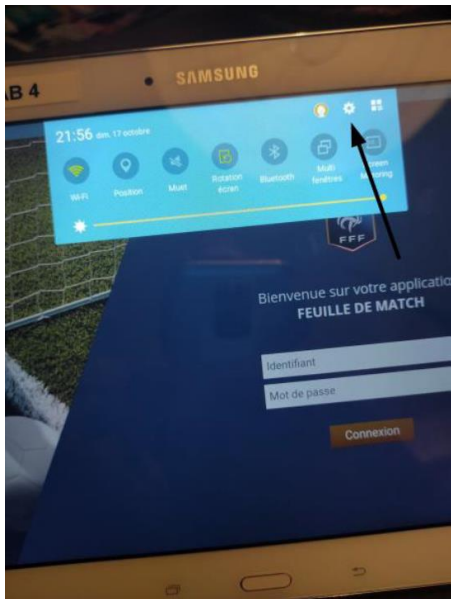 AB 4
SAMSUNG
21:56 dim. 17 octobre
Wi-Fi
Position
Muet
Rotation
écran
Bluetooth
Multi
fenêtres
Screen
Mirroring
FFF
Bienvenue sur votre applicatio
FEUILLE DE MATCH
Identifiant
Mot de passe
Connexion